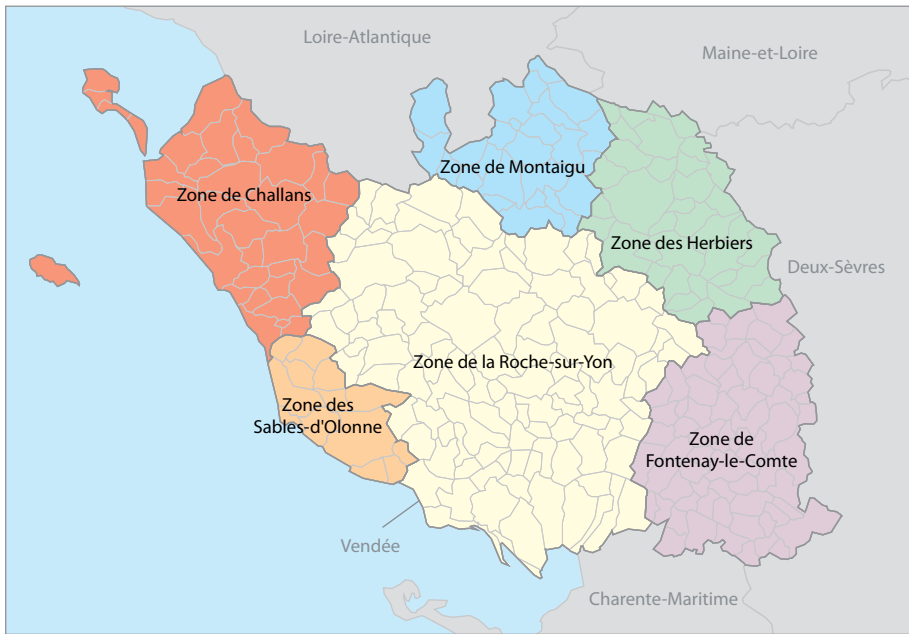 Loire-Atlantique
Maine-et-Loire
Zone de Montaigu
Zone de Challans
Zone des Herbiers
Deux-Sèvres
Zone de la Roche-sur-Yon
Zone des
Sables-d'Olonne
Zone de
Fontenay-le-Comte
Vendée
Charente-Maritime